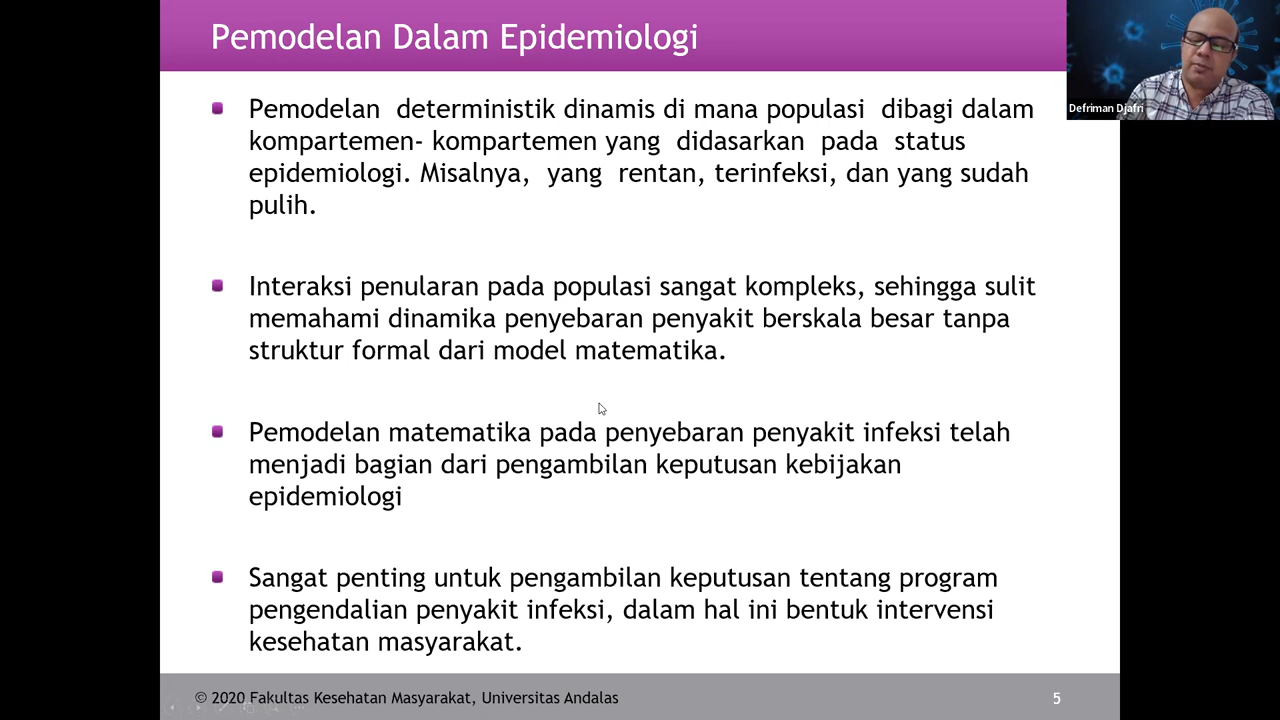 Pemodelan Dalam Epidemiologi
Defriman Djafri
Pemodelan deterministik dinamis di mana populasi dibagi dalam
kompartemen- kompartemen yang didasarkan pada status
epidemiologi. Misalnya, yang rentan, terinfeksi, dan yang sudah
pulih.
Interaksi penularan pada populasi sangat kompleks, sehingga sulit
memahami dinamika penyebaran penyakit berskala besar tanpa
struktur formal dari model matematika.
Pemodelan matematika pada penyebaran penyakit infeksi telah
menjadi bagian dari pengambilan keputusan kebijakan
epidemiologi
Sangat penting untuk pengambilan keputusan tentang program
pengendalian penyakit infeksi, dalam hal ini bentuk intervensi
kesehatan masyarakat.
© 2020 Fakultas Kesehatan Masyarakat, Universitas Andalas
5